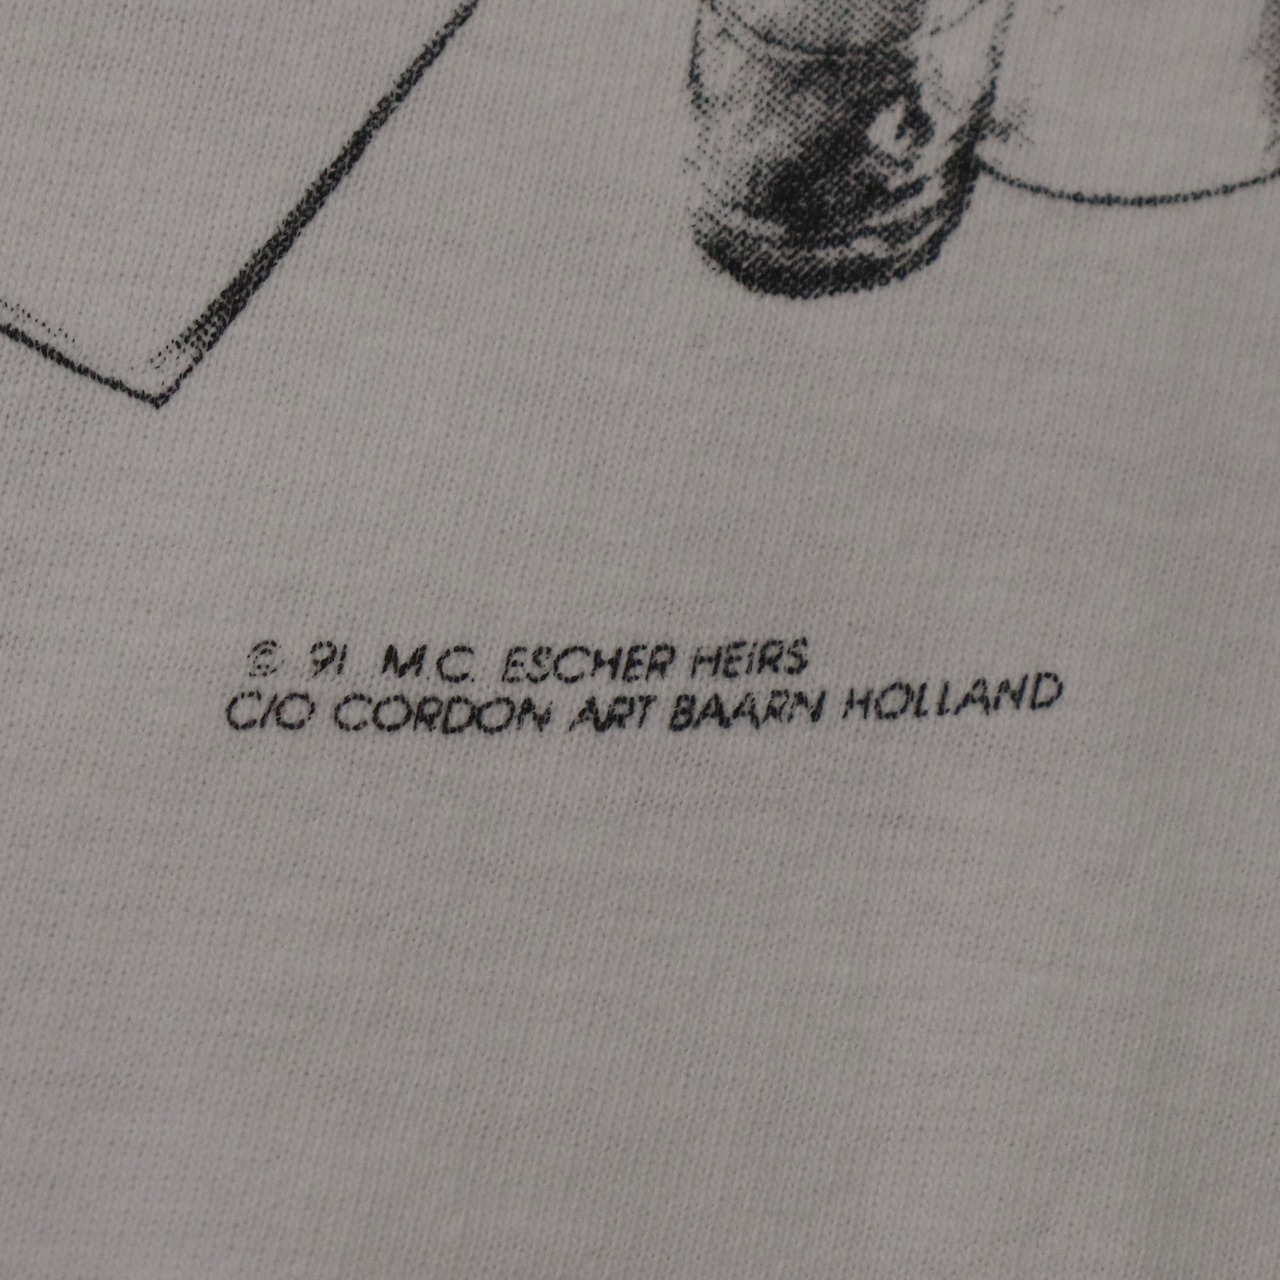 © 91 M.C. ESCHER HEIRS
C/O CORDON ART BAARN HOLLAND